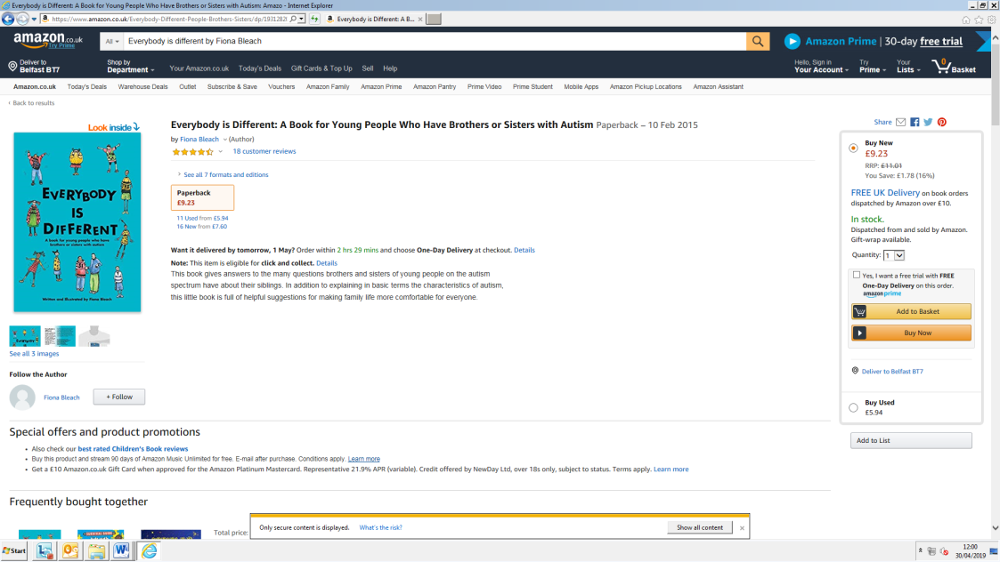 Everybody is Different: A Book for Young People Who Have Brothers or Sisters with Autism: Amazo - Internet Explorer
https://www.amazon.co.uk/Everybody-Different-People-Brothers-Sisters/dp/19312820
Everybody is Different: A B...
amazon.co.uk
Try Prime
All
Everybody is different by Fiona Bleach
Amazon Prime | 30-day free trial
Deliver to
Belfast BT7
Shop by
Department
Your Amazon.co.uk Today's Deals Gift Cards & Top Up Sell Help
Hello, Sign in
Your Account
Try
Prime
Your
Lists
0
Basket
Amazon.co.uk Today's Deals Warehouse Deals Outlet Subscribe & Save Vouchers Amazon Family Amazon Prime Amazon Pantry Prime Video Prime Student Mobile Apps Amazon Pickup Locations Amazon Assistant
‹ Back to results
Look inside
EVERYBODY
IS
DIFFERENT
A book for young people who have
brothers or sisters with autism
Written and illustrated by Fiona Bleach
See all 3 images
Follow the Author
Fiona Bleach
+ Follow
Everybody is Different: A Book for Young People Who Have Brothers or Sisters with Autism Paperback – 10 Feb 2015
by Fiona Bleach (Author)
18 customer reviews
› See all 7 formats and editions
Paperback
£9.23
11 Used from £5.94
16 New from £7.60
Want it delivered by tomorrow, 1 May? Order within 2 hrs 29 mins and choose One-Day Delivery at checkout. Details
Note: This item is eligible for click and collect. Details
This book gives answers to the many questions brothers and sisters of young people on the autism
spectrum have about their siblings. In addition to explaining in basic terms the characteristics of autism,
this little book is full of helpful suggestions for making family life more comfortable for everyone.
Share
Buy New
£9.23
RRP: £11.01
You Save: £1.78 (16%)
FREE UK Delivery on book orders
dispatched by Amazon over £10.
In stock.
Dispatched from and sold by Amazon.
Gift-wrap available.
Quantity: 1
Yes, I want a free trial with FREE
One-Day Delivery on this order.
amazon prime
Add to Basket
Buy Now
Deliver to Belfast BT7
Buy Used
£5.94
Add to List
Special offers and product promotions
Also check our best rated Children's Book reviews
Buy this product and stream 90 days of Amazon Music Unlimited for free. E-mail after purchase. Conditions apply. Learn more
Get a £10 Amazon.co.uk Gift Card when approved for the Amazon Platinum Mastercard. Representative 21.9% APR (variable). Credit offered by NewDay Ltd, over 18s only, subject to status. Terms apply. Learn more
Frequently bought together
Total price:
Only secure content is displayed. What's the risk?
Show all content
Start
12:00
30/04/2019